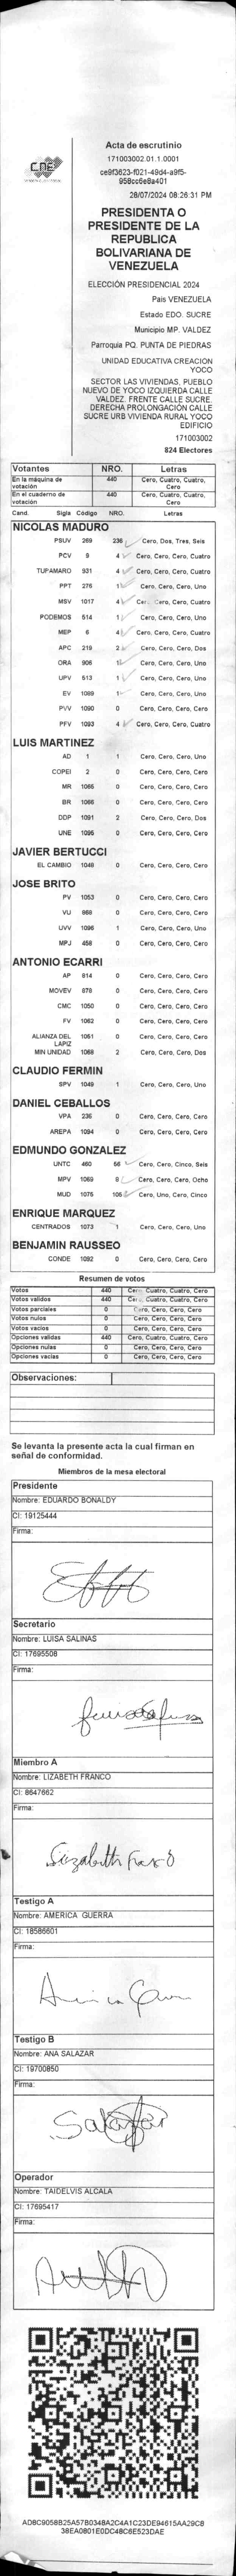 Acta de escrutinio
171003002.01.1.0001
ce9f3623-f021-49d4-a9f5-
958cc6e8a401
28/07/2024 08:26:31 PM
PRESIDENTA O
PRESIDENTE DE LA
REPUBLICA
BOLIVARIANA DE
VENEZUELA
CNE
ELECCIÓN PRESIDENCIAL 2024
Pais VENEZUELA
Estado EDO. SUCRE
Municipio MP. VALDEZ
Parroquia PQ. PUNTA DE PIEDRAS
UNIDAD EDUCATIVA CREACION
YOCO
SECTOR LAS VIVIENDAS, PUEBLO
NUEVO DE YOCO IZQUIERDA CALLE
VALDEZ. FRENTE CALLE SUCRE.
DERECHA PROLONGACIÓN CALLE
SUCRE URB VIVIENDA RURAL YOCO
EDIFICIO
171003002
824 Electores
Votantes NRO. Letras
En la máquina de votación 440 Cero, Cuatro, Cuatro, Cero
En el cuaderno de votación 440 Cero, Cuatro, Cuatro, Cero
Cand. Sigla Código NRO. Letras
NICOLAS MADURO
PSUV 269 236 Cero, Dos, Tres, Seis
PCV 9 4 Cero, Cero, Cero, Cuatro
TUPAMARO 931 4 Cero, Cero, Cero, Cuatro
PPT 276 1 Cero, Cero, Cero, Uno
MSV 1017 4 Cero, Cero, Cero, Cuatro
PODEMOS 514 1 Cero, Cero, Cero, Uno
MEP 6 4 Cero, Cero, Cero, Cuatro
APC 219 2 Cero, Cero, Cero, Dos
ORA 906 1 Cero, Cero, Cero, Uno
UPV 513 1 Cero, Cero, Cero, Uno
EV 1089 1 Cero, Cero, Cero, Uno
PVV 1090 0 Cero, Cero, Cero, Cero
PFV 1093 4 Cero, Cero, Cero, Cuatro
LUIS MARTINEZ
AD 1 1 Cero, Cero, Cero, Uno
COPEI 2 0 Cero, Cero, Cero, Cero
MR 1065 0 Cero, Cero, Cero, Cero
BR 1066 0 Cero, Cero, Cero, Cero
DDP 1091 2 Cero, Cero, Cero, Dos
UNE 1095 0 Cero, Cero, Cero, Cero
JAVIER BERTUCCI
EL CAMBIO 1048 0 Cero, Cero, Cero, Cero
JOSE BRITO
PV 1053 0 Cero, Cero, Cero, Cero
VU 868 0 Cero, Cero, Cero, Cero
UVV 1096 1 Cero, Cero, Cero, Uno
MPJ 458 0 Cero, Cero, Cero, Cero
ANTONIO ECARRI
AP 814 0 Cero, Cero, Cero, Cero
MOVEV 878 0 Cero, Cero, Cero, Cero
CMC 1050 0 Cero, Cero, Cero, Cero
FV 1062 0 Cero, Cero, Cero, Cero
ALIANZA DEL LAPIZ 1061 0 Cero, Cero, Cero, Cero
MIN UNIDAD 1068 2 Cero, Cero, Cero, Dos
CLAUDIO FERMIN
SPV 1049 1 Cero, Cero, Cero, Uno
DANIEL CEBALLOS
VPA 236 0 Cero, Cero, Cero, Cero
AREPA 1094 0 Cero, Cero, Cero, Cero
EDMUNDO GONZALEZ
UNTC 460 56 Cero, Cero, Cinco, Seis
MPV 1069 8 Cero, Cero, Cero, Ocho
MUD 1075 105 Cero, Uno, Cero, Cinco
ENRIQUE MARQUEZ
CENTRADOS 1073 1 Cero, Cero, Cero, Uno
BENJAMIN RAUSSEO
CONDE 1092 0 Cero, Cero, Cero, Cero
Resumen de votos
Votos 440 Cero, Cuatro, Cuatro, Cero
Votos válidos 440 Cero, Cuatro, Cuatro, Cero
Votos parciales 0 Cero, Cero, Cero, Cero
Votos nulos 0 Cero, Cero, Cero, Cero
Votos vacíos 0 Cero, Cero, Cero, Cero
Opciones validas 440 Cero, Cuatro, Cuatro, Cero
Opciones nulas 0 Cero, Cero, Cero, Cero
Opciones vacias 0 Cero, Cero, Cero, Cero
Observaciones:
Se levanta la presente acta la cual firman en
señal de conformidad.
Miembros de la mesa electoral
Presidente
Nombre: EDUARDO BONALDY
CI: 19125444
Firma:
Secretario
Nombre: LUISA SALINAS
CI: 17695508
Firma:
Miembro A
Nombre: LIZABETH FRANCO
CI: 8647662
Firma:
Testigo A
Nombre: AMERICA GUERRA
CI: 18586601
Firma:
Testigo B
Nombre: ANA SALAZAR
CI: 19700850
Firma:
Salazar
Operador
Nombre: TAIDELVIS ALCALA
CI: 17695417
Firma:
AD8C9058B25A57B0348A2C4A1C23DE94615AA29CB
38EA0801E0DC48C6E523DAE